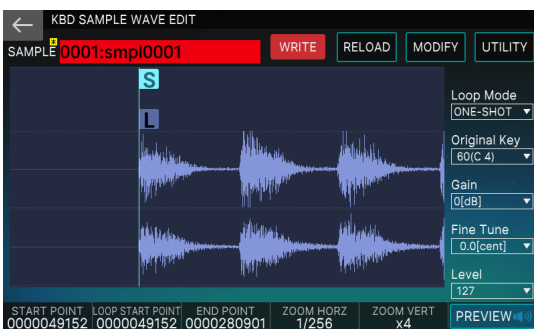 KBD SAMPLE WAVE EDIT
SAMPLE 0001:smpl0001 WRITE RELOAD MODIFY UTILITY
S
L
Loop Mode
ONE-SHOT ▼
Original Key
60(C 4) ▼
Gain
0[dB] ▼
Fine Tune
0.0[cent] ▼
Level
127 ▼
START POINT LOOP START POINT END POINT ZOOM HORZ ZOOM VERT
0000049152 0000049152 0000280901 1/256 x4
PREVIEW